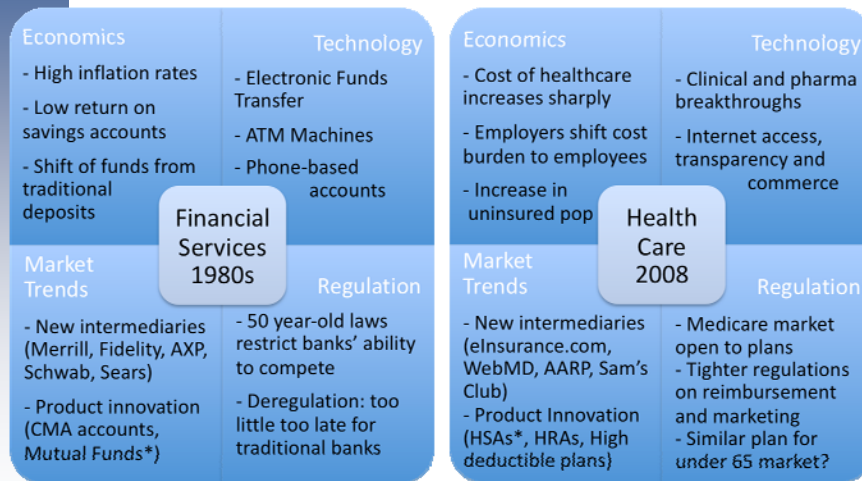 Economics
- High inflation rates
- Low return on
savings accounts
- Shift of funds from
traditional
deposits
Technology
- Electronic Funds
Transfer
- ATM Machines
- Phone-based
accounts
Financial
Services
1980s
Market
Trends
- New intermediaries
(Merrill, Fidelity, AXP,
Schwab, Sears)
- Product innovation
(CMA accounts,
Mutual Funds*)
Regulation
- 50 year-old laws
restrict banks’ ability
to compete
- Deregulation: too
little too late for
traditional banks
Economics
- Cost of healthcare
increases sharply
- Employers shift cost
burden to employees
- Increase in
uninsured pop
Technology
- Clinical and pharma
breakthroughs
- Internet access,
transparency and
commerce
Health
Care
2008
Market
Trends
- New intermediaries
(eInsurance.com,
WebMD, AARP, Sam’s
Club)
- Product Innovation
(HSAs*, HRAs, High
deductible plans)
Regulation
- Medicare market
open to plans
- Tighter regulations
on reimbursement
and marketing
- Similar plan for
under 65 market?